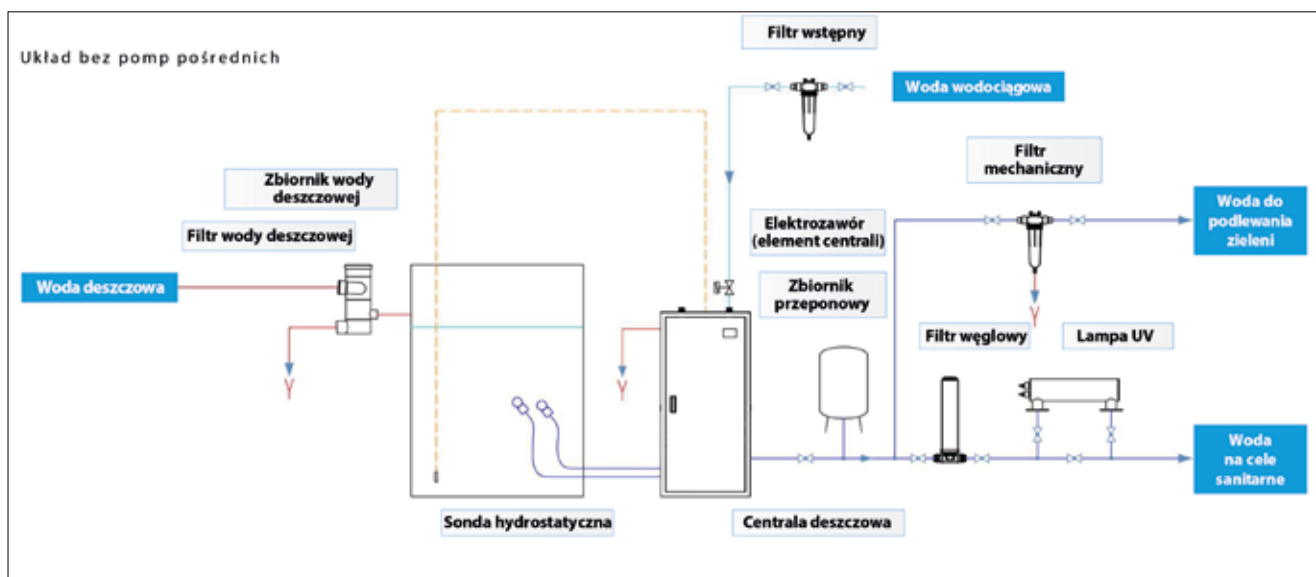 Układ bez pomp pośrednich
Filtr wstępny
Woda wodociągowa
Filtr
mechaniczny
Zbiornik wody
deszczowej
Woda do
podlewania
zieleni
Elektrozawór
(element centrali)
Filtr wody deszczowej
Woda deszczowa
Zbiornik
przeponowy
Filtr węglowy
Lampa UV
Woda
na cele
sanitarne
Sonda hydrostatyczna
Centrala deszczowa